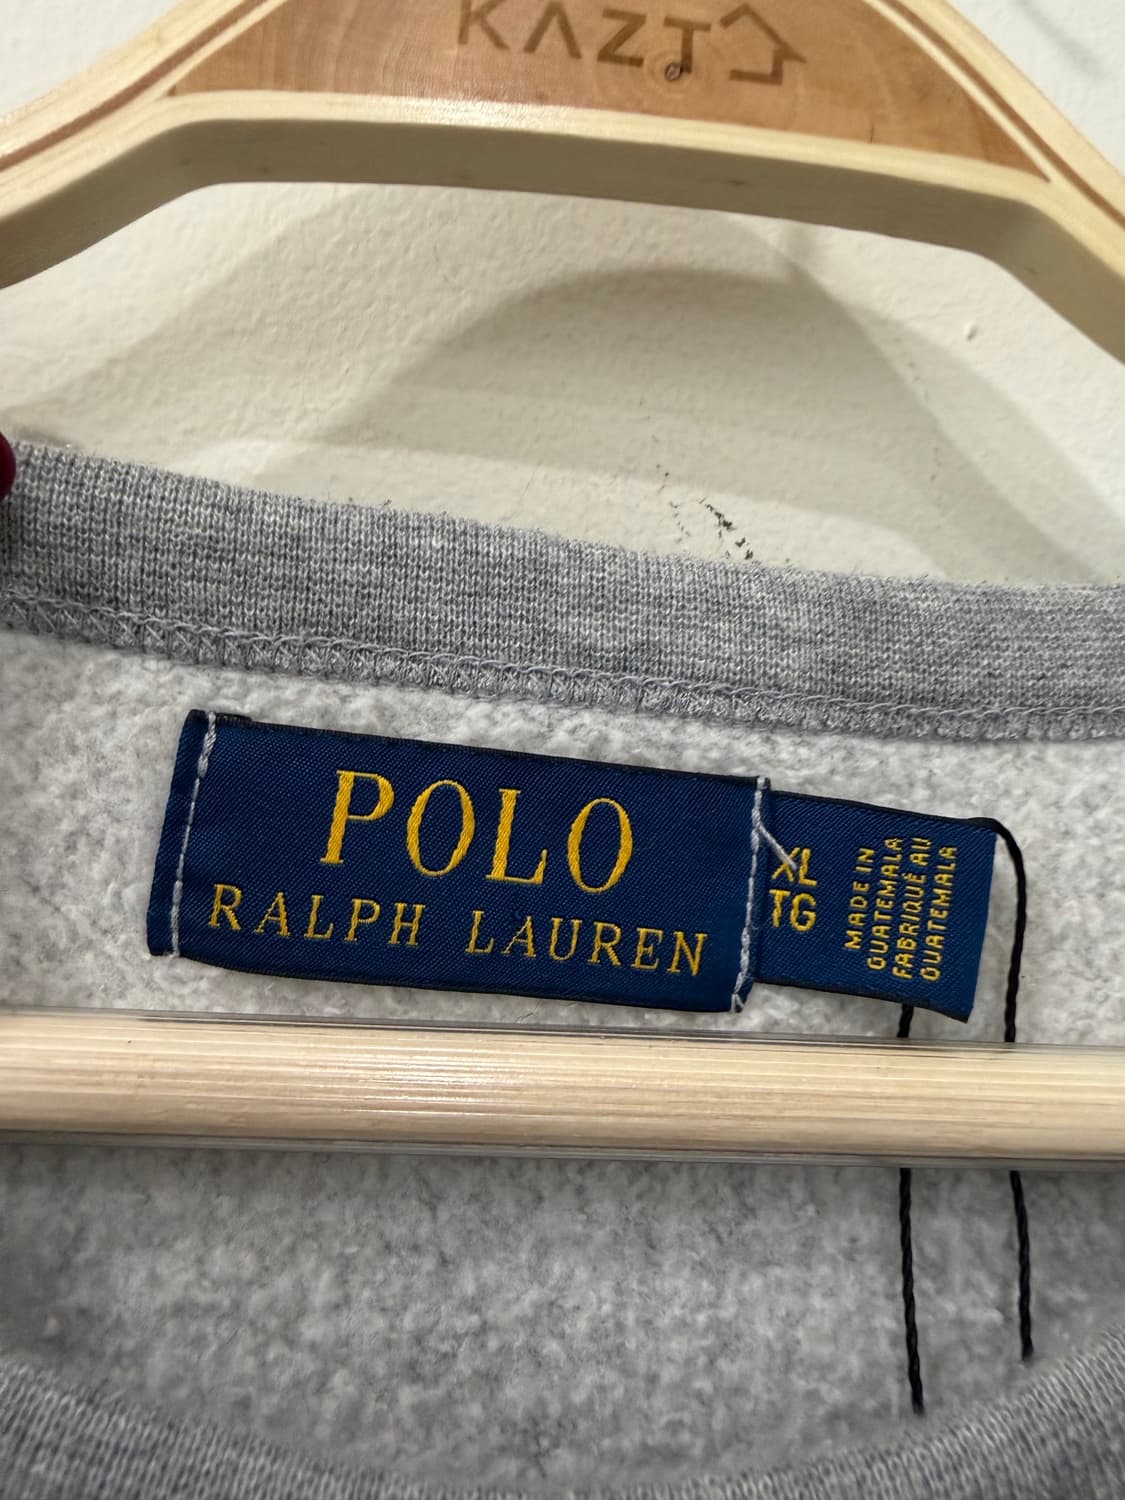 KAZT
POLO
RALPH LAUREN
XL
TG
MADE IN
GUATEMALA
FABRIQUÉ AU
GUATEMALA